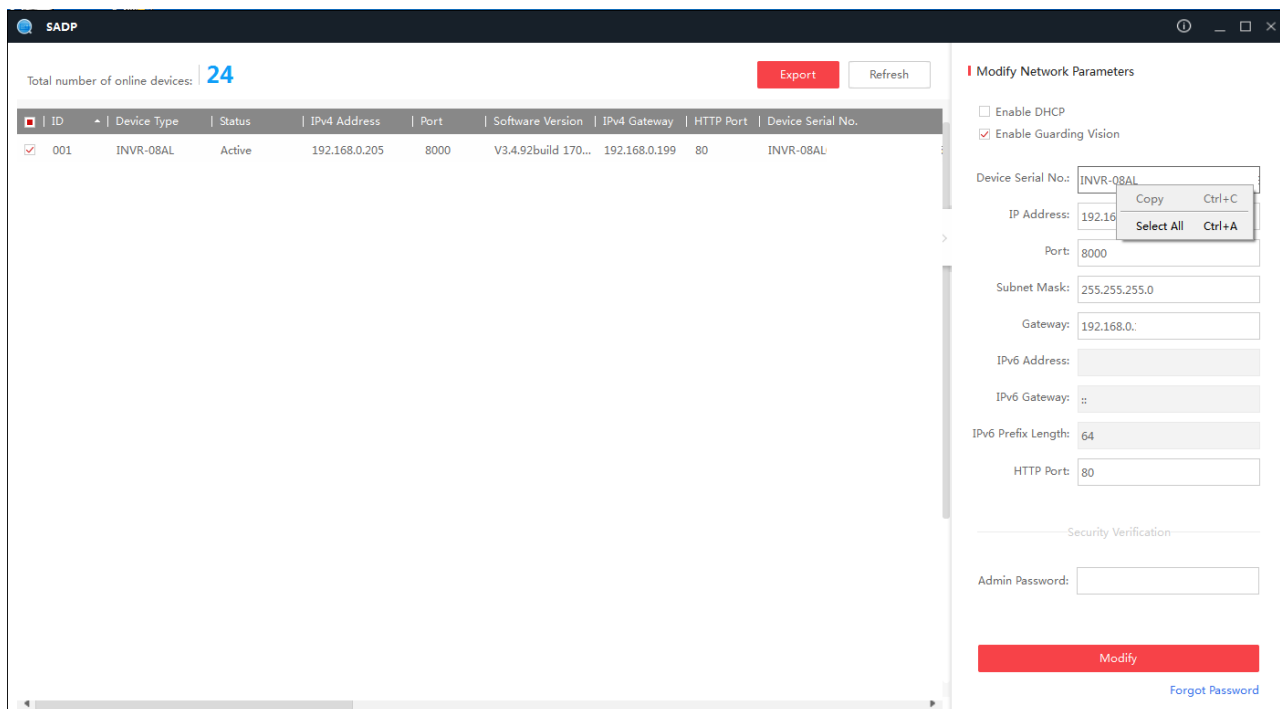 SADP
Total number of online devices: 24
Export
Refresh
ID | Device Type | Status | IPv4 Address | Port | Software Version | IPv4 Gateway | HTTP Port | Device Serial No.
001 INVR-08AL Active 192.168.0.205 8000 V3.4.92build 170... 192.168.0.199 80 INVR-08AL
Modify Network Parameters
Enable DHCP
Enable Guarding Vision
Device Serial No.: INVR-08AL
Copy Ctrl+C
Select All Ctrl+A
IP Address: 192.16
Port: 8000
Subnet Mask: 255.255.255.0
Gateway: 192.168.0.
IPv6 Address:
IPv6 Gateway: ::
IPv6 Prefix Length: 64
HTTP Port: 80
Security Verification
Admin Password:
Modify
Forgot Password